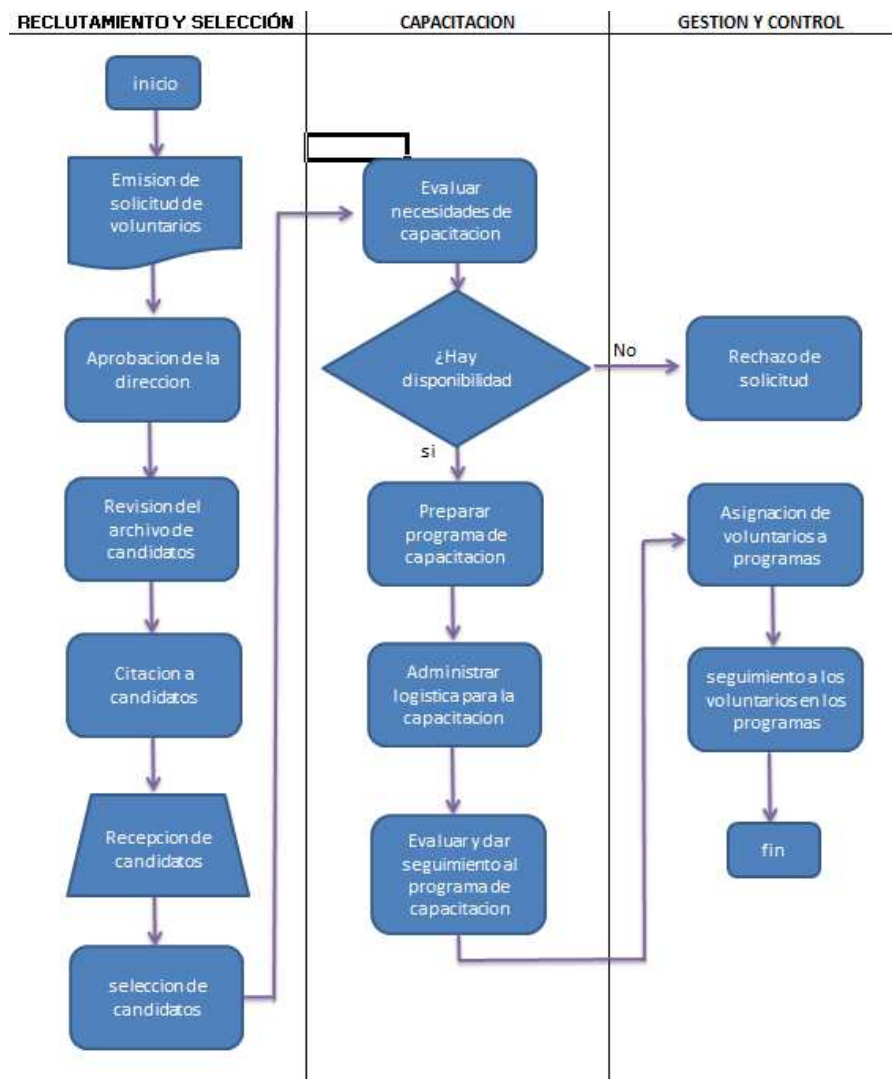 RECLUTAMIENTO Y SELECCIÓN
CAPACITACION
GESTION Y CONTROL
inicio
Emision de
solicitud de
voluntarios
Aprobacion de la
direccion
Revision del
archivo de
candidatos
Citacion a
candidatos
Recepcion de
candidatos
seleccion de
candidatos
Evaluar
necesidades de
capacitacion
¿Hay
disponibilidad
No
si
Preparar
programa de
capacitacion
Administrar
logistica para la
capacitacion
Evaluar y dar
seguimiento al
programa de
capacitacion
Rechazo de
solicitud
Asignacion de
voluntarios a
programas
seguimiento a los
voluntarios en los
programas
fin